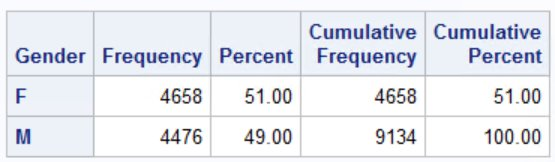 Cumulative Cumulative
Gender Frequency Percent Frequency Percent
F 4658 51.00 4658 51.00
M 4476 49.00 9134 100.00